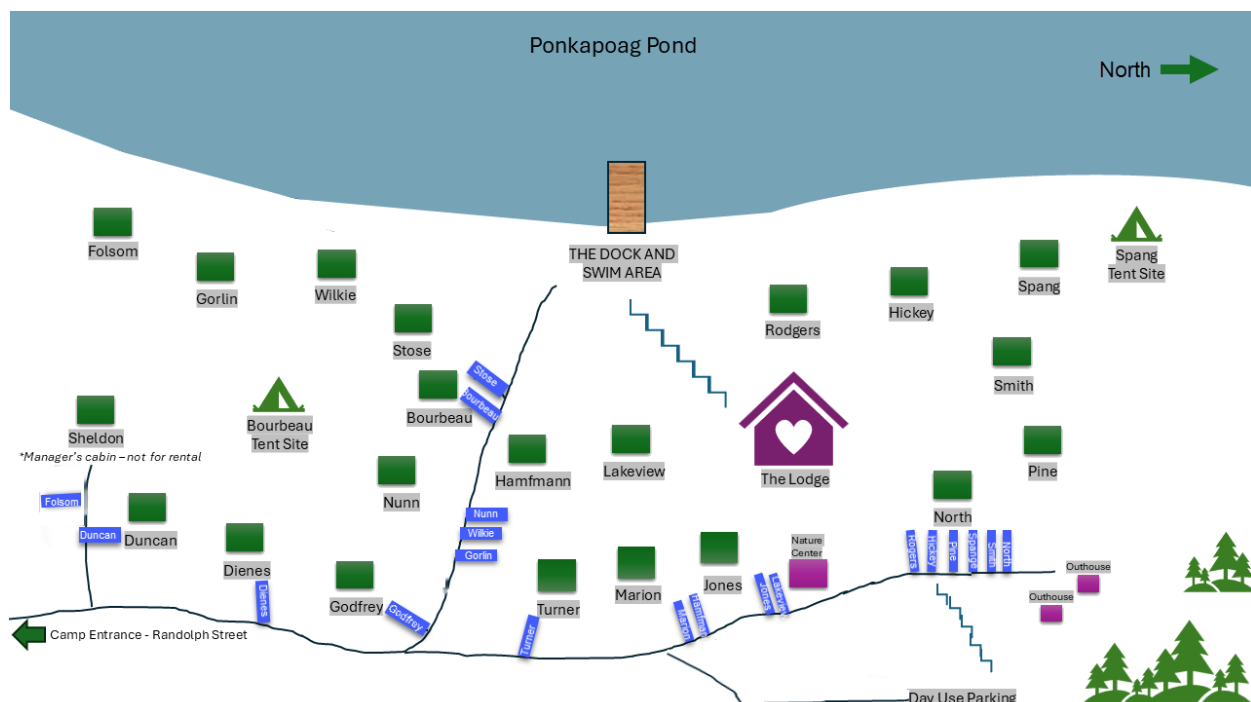 Ponkapoag Pond
North
Folsom
Gorlin
Wilkie
THE DOCK AND
SWIM AREA
Spang
Tent Site
Spang
Hickey
Rodgers
Stose
Smith
Stose
Bourbeau
Bourbeau
Bourbeau
Tent Site
Sheldon
*Manager's cabin – not for rental
Hamfmann
Lakeview
The Lodge
Pine
Nunn
North
Folsom
Duncan
Duncan
Nunn
Wilkie
Gorlin
Dienes
Dienes
Godfrey
Godfrey
Turner
Turner
Marion
Marion
Hamfman
Jones
Jones
Lakeview
Nature
Center
Rogers
Hickey
Pine
Spange
Smith
North
Outhouse
Outhouse
Camp Entrance - Randolph Street
Day Use Parking